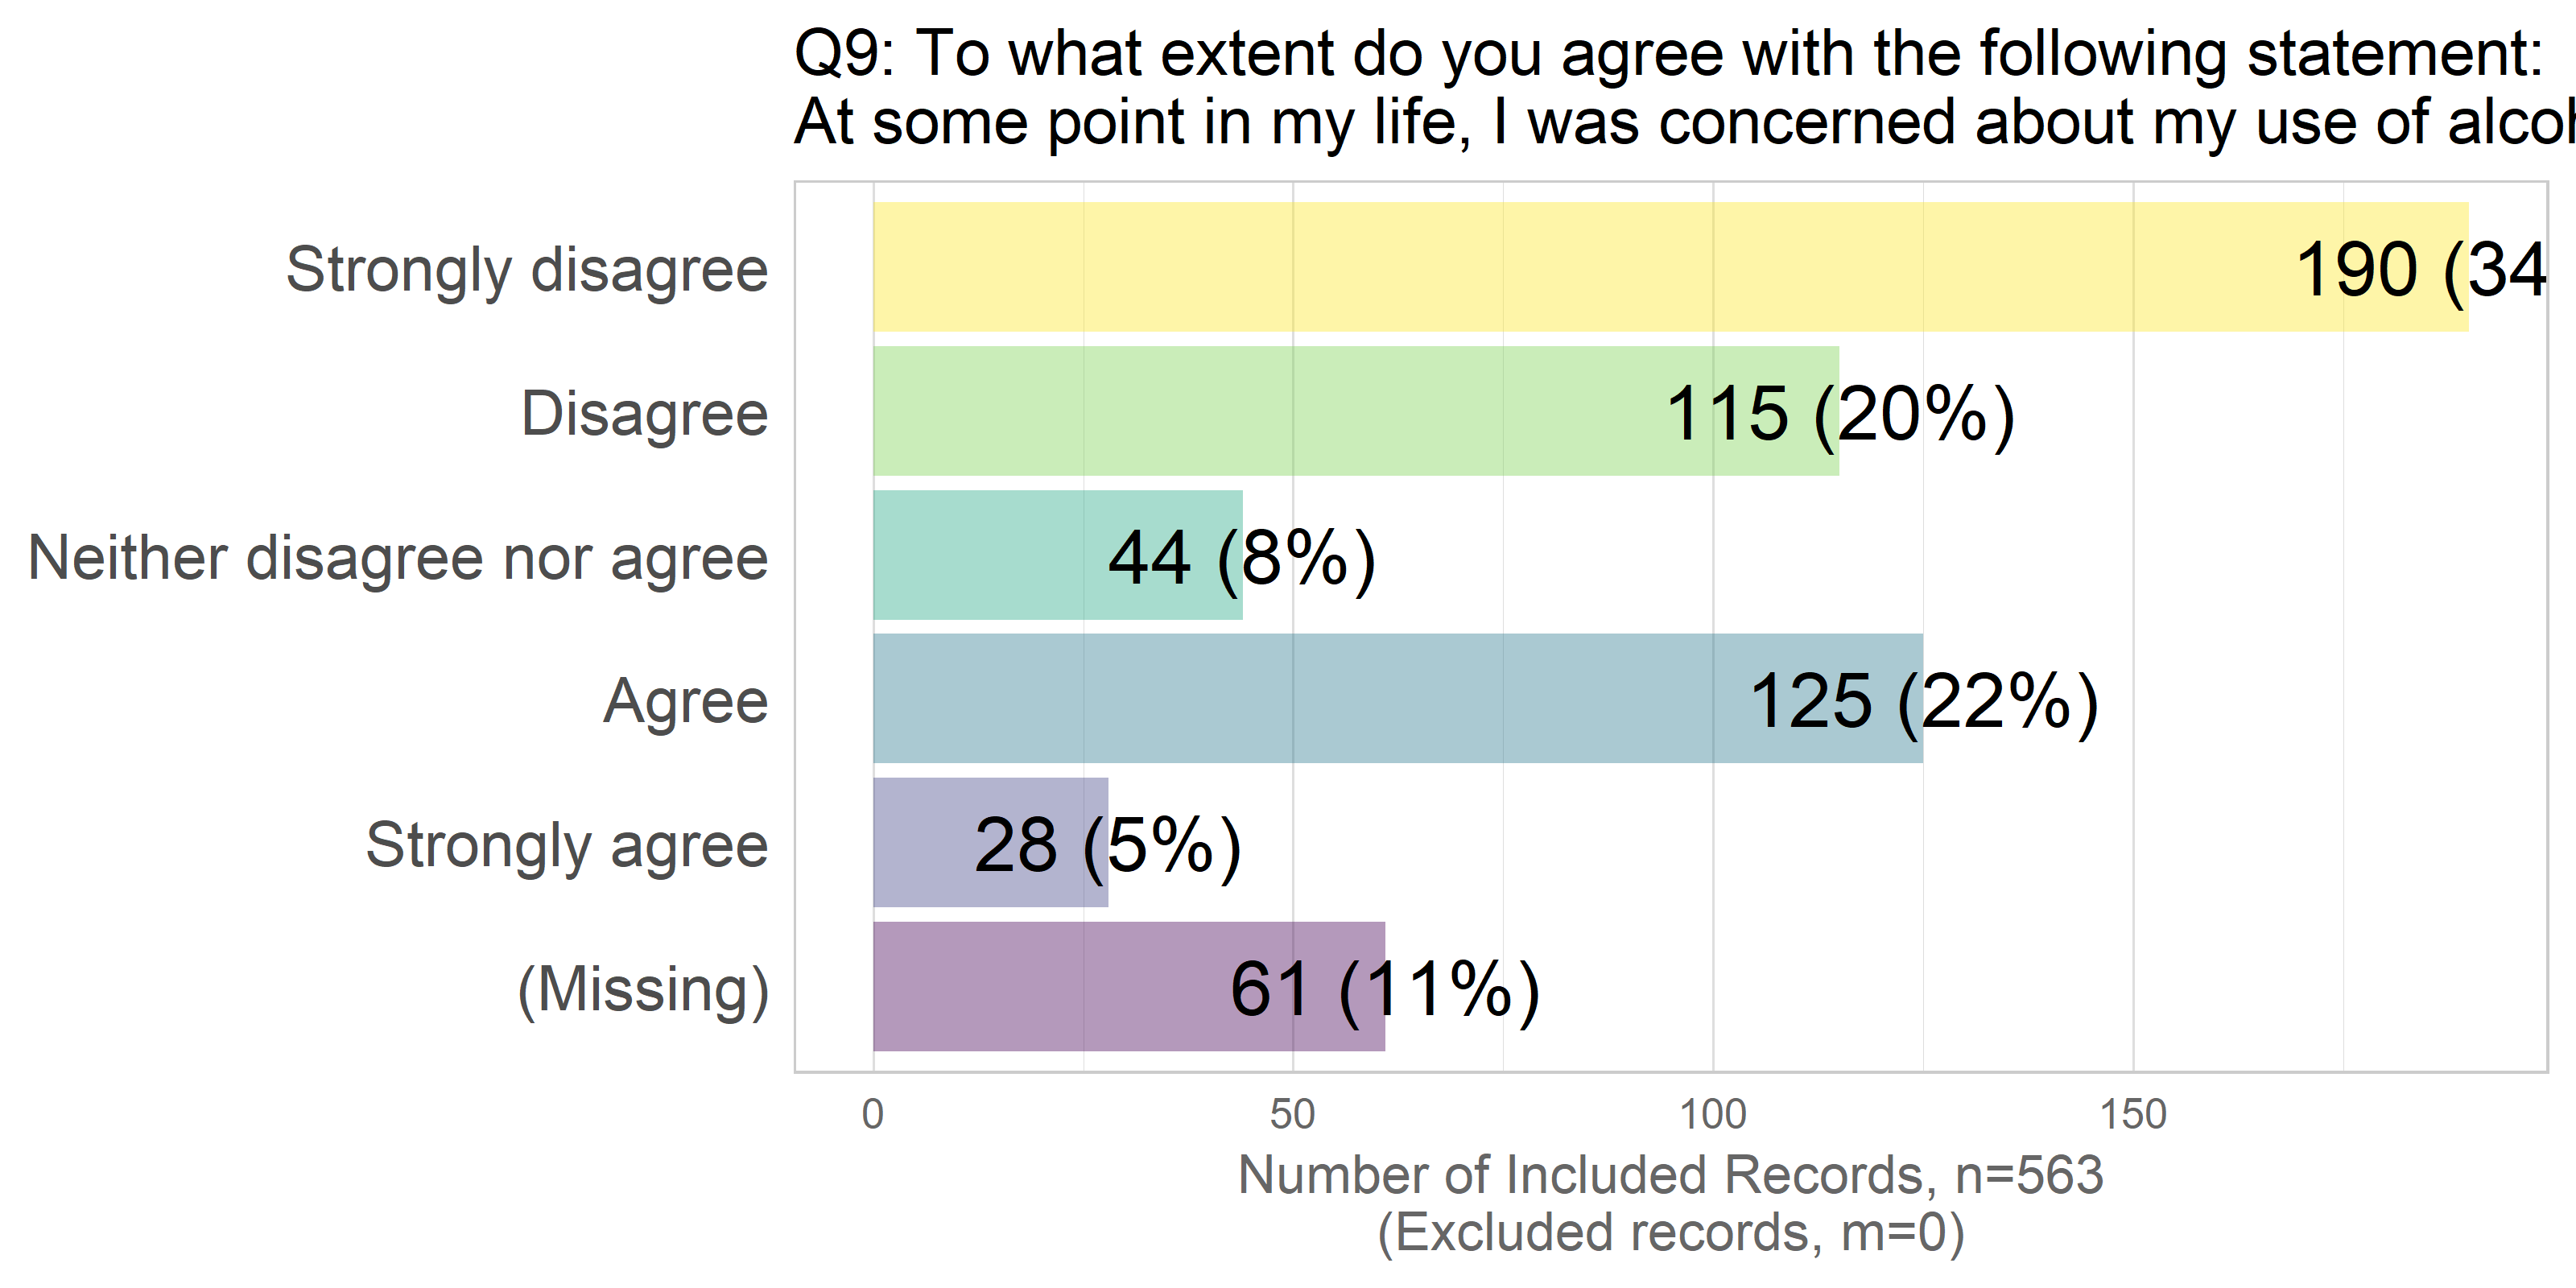 Q9: To what extent do you agree with the following statement:
At some point in my life, I was concerned about my use of
Strongly disagree
190 (34
Disagree
115 (20%)
Neither disagree nor agree
44 (8%)
Agree
125 (22%)
Strongly agree
28 (5%)
(Missing)
61 (11%)
0 50 100 150
Number of Included Records, n=563
(Excluded records, m=0)